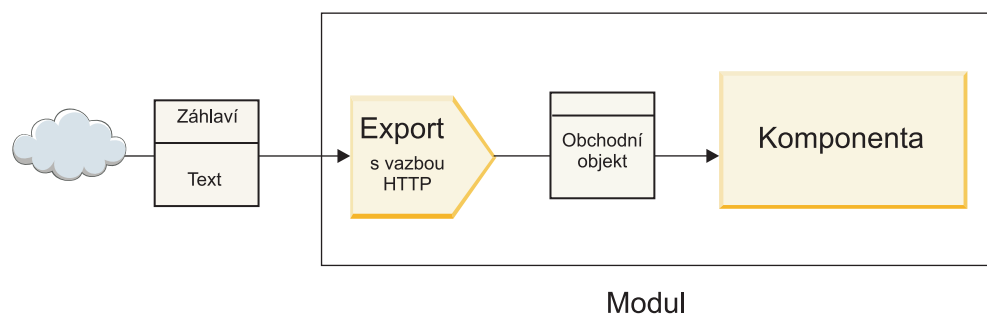 Záhlaví
Text
Export
s vazbou
HTTP
Obchodní
objekt
Komponenta
Modul